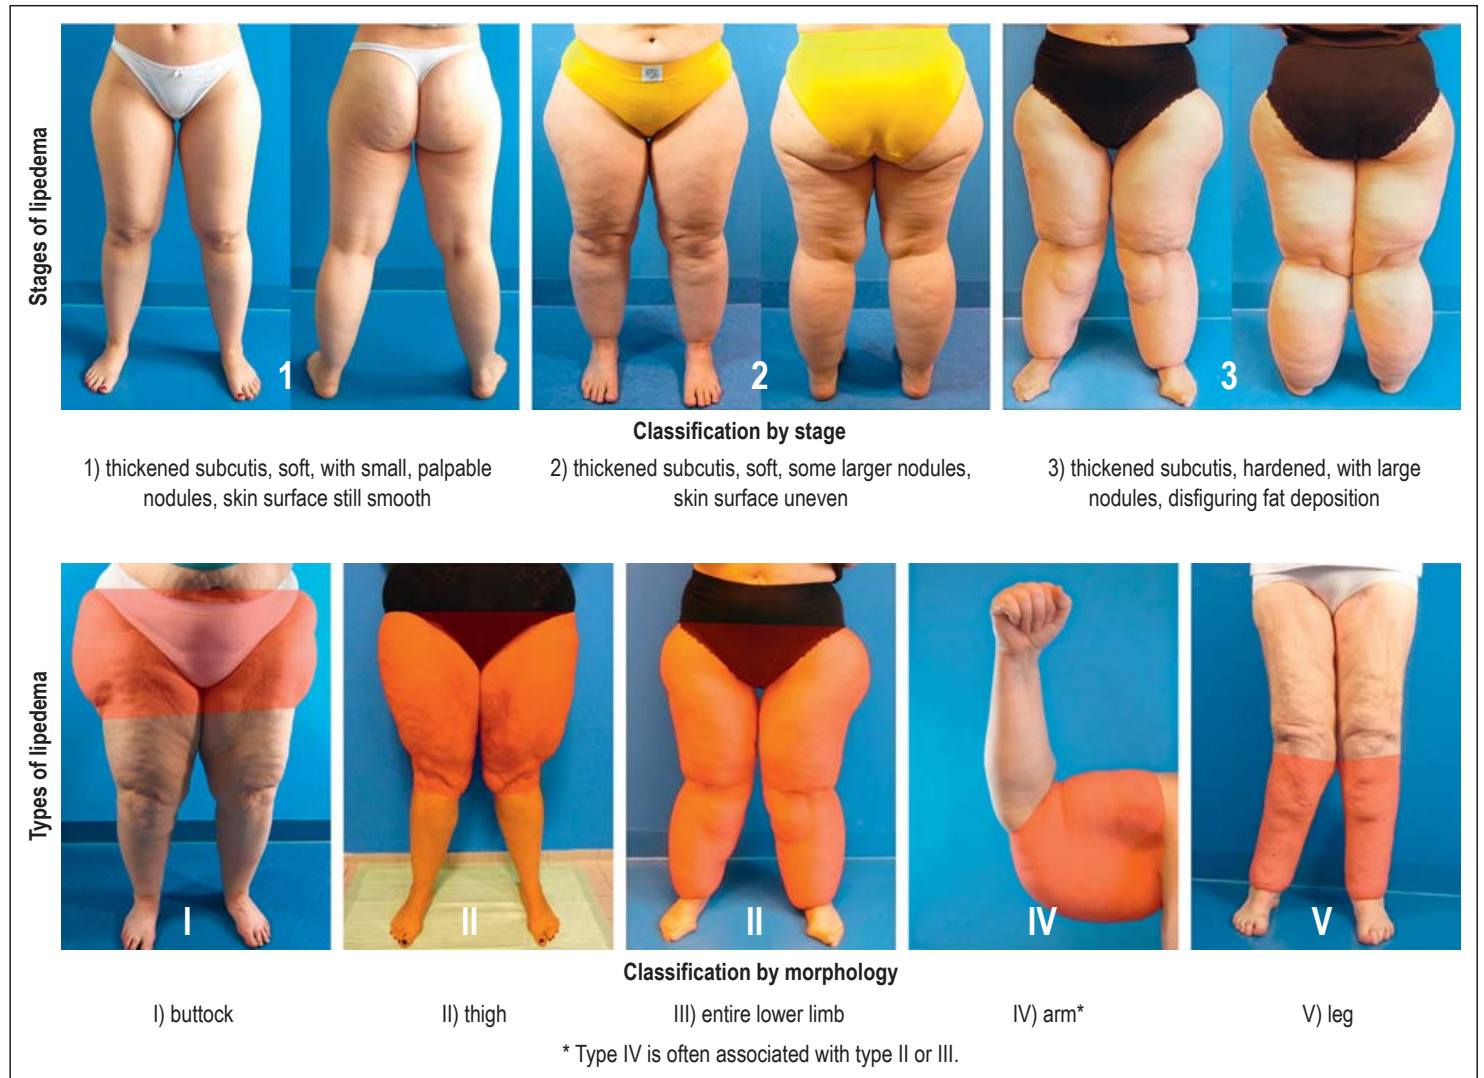 Stages of lipedema
1
2
3
Classification by stage
1) thickened subcutis, soft, with small, palpable
nodules, skin surface still smooth
2) thickened subcutis, soft, some larger nodules,
skin surface uneven
3) thickened subcutis, hardened, with large
nodules, disfiguring fat deposition
Types of lipedema
I
II
II
IV
V
Classification by morphology
I) buttock
II) thigh
III) entire lower limb
IV) arm*
V) leg
* Type IV is often associated with type II or III.